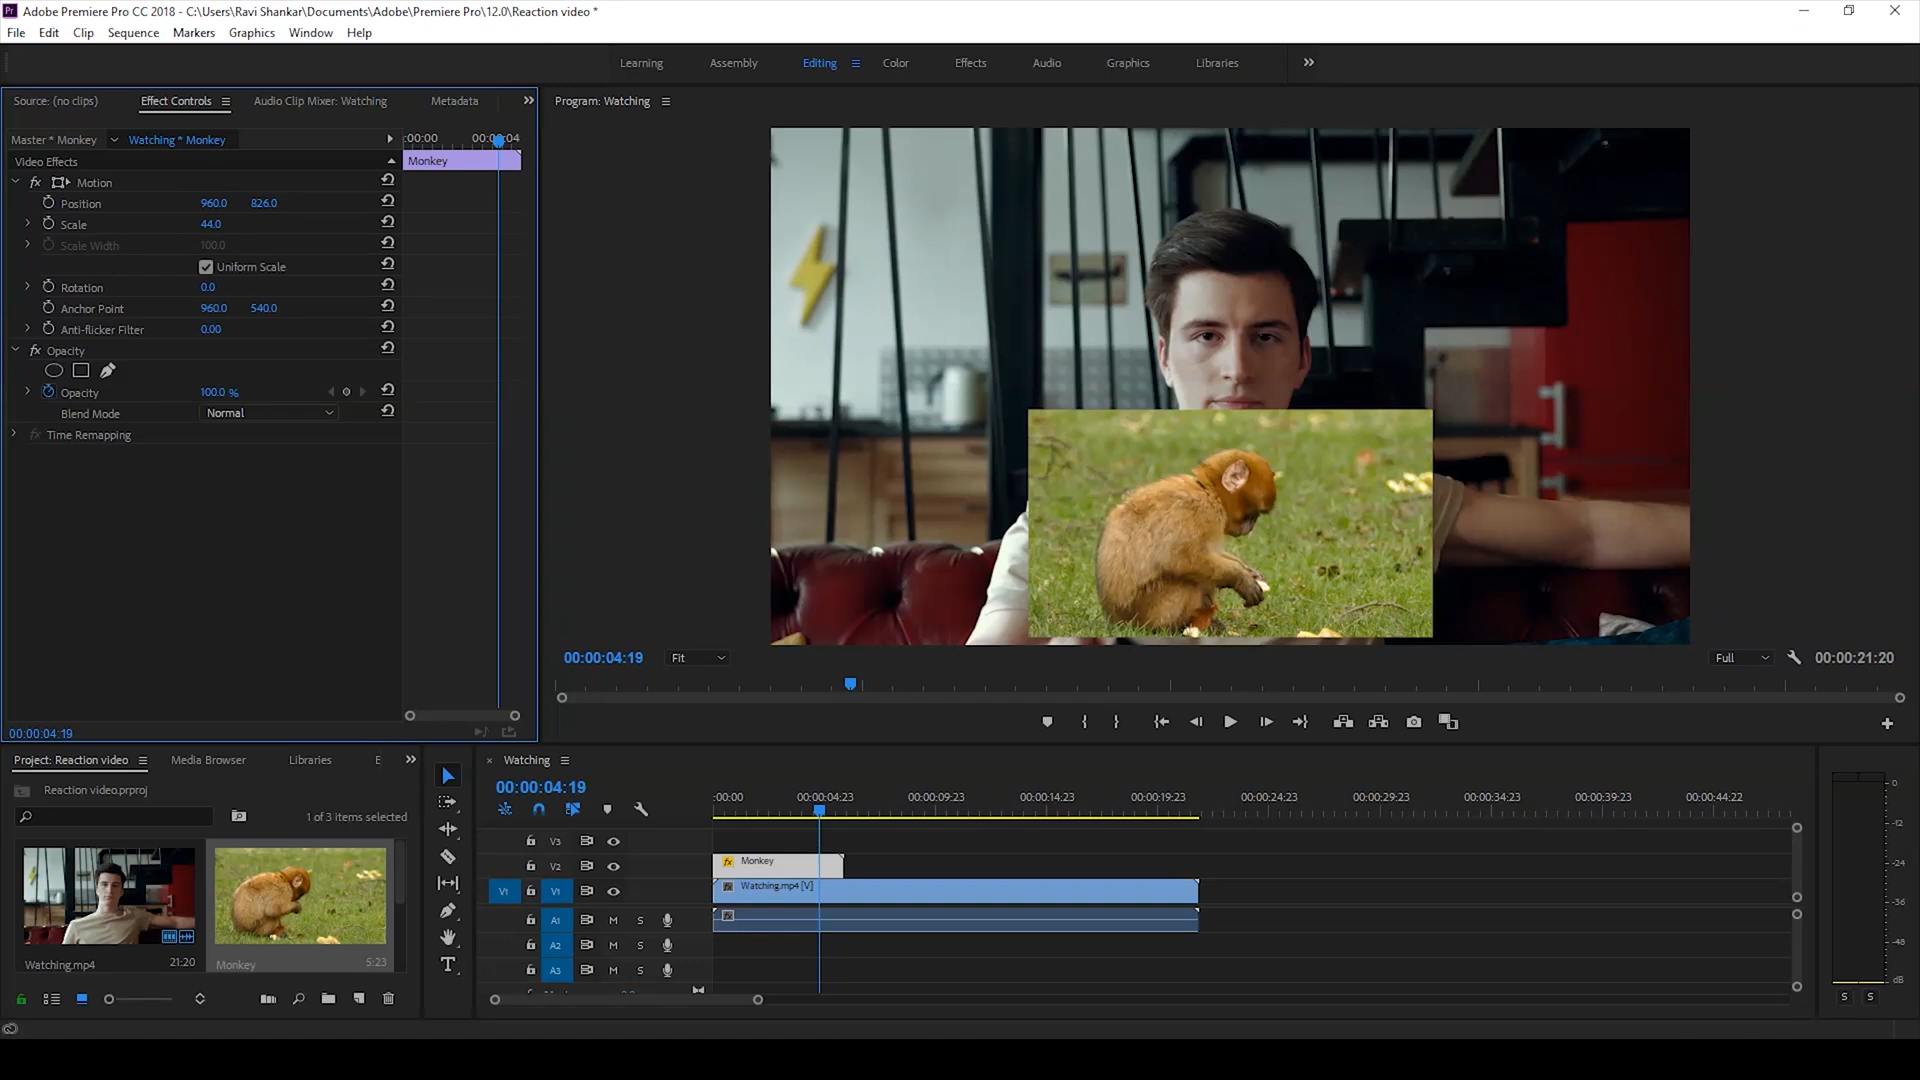 Pr Adobe Premiere Pro CC 2018 - C:\Users\Ravi Shankar\Documents\Adobe\Premiere Pro\12.0\Reaction video *
File Edit Clip Sequence Markers Graphics Window Help
Learning Assembly Editing Color Effects Audio Graphics Libraries
Source: (no clips) Effect Controls Audio Clip Mixer: Watching Metadata
Program: Watching
Master * Monkey Watching * Monkey
:00:00
Video Effects
Monkey
fx Motion
Position 960.0 826.0
Scale 44.0
Scale Width 100.0
Uniform Scale
Rotation 0.0
Anchor Point 960.0 540.0
Anti-flicker Filter 0.00
fx Opacity
Opacity 100.0 %
Blend Mode Normal
fx Time Remapping
00:00:04:19 Fit Full 00:00:21:20
00:00:04:19
Project: Reaction video Media Browser Libraries E
Reaction video.prproj
1 of 3 items selected
Watching.mp4 21:20
Monkey 5:23
Watching
00:00:04:19
:00:00 00:00:04:23 00:00:09:23 00:00:14:23 00:00:19:23 00:00:24:23 00:00:29:23 00:00:34:23 00:00:39:23 00:00:44:22
V3
V2 fx Monkey
V1 V1 fx Watching.mp4 [V]
A1 M S fx
A2 M S
A3 M S
T
0
-12
-24
-36
-48
dB
S S